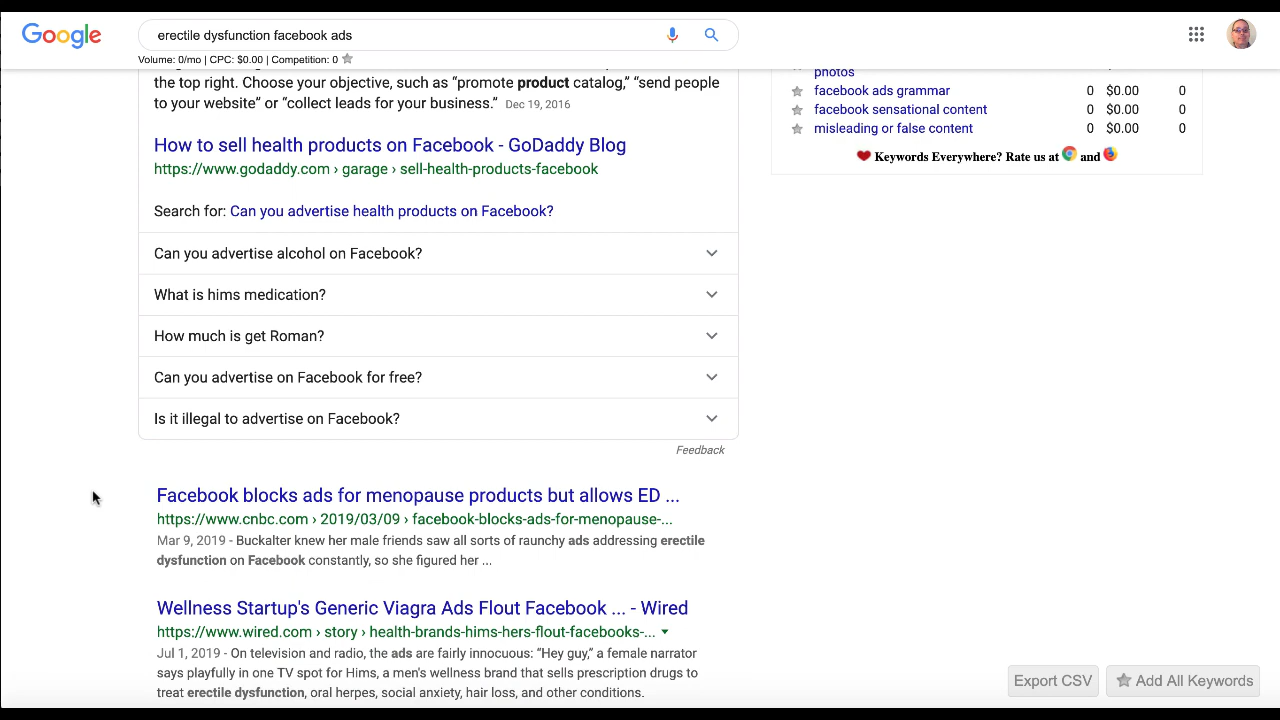 Google
erectile dysfunction facebook ads
Volume: 0/mo | CPC: $0.00 | Competition: 0
the top right. Choose your objective, such as “promote product catalog,” “send people
to your website” or “collect leads for your business.” Dec 19, 2016
How to sell health products on Facebook - GoDaddy Blog
https://www.godaddy.com › garage › sell-health-products-facebook
Search for: Can you advertise health products on Facebook?
Can you advertise alcohol on Facebook?
What is hims medication?
How much is get Roman?
Can you advertise on Facebook for free?
Is it illegal to advertise on Facebook?
Feedback
Facebook blocks ads for menopause products but allows ED ...
https://www.cnbc.com › 2019/03/09 › facebook-blocks-ads-for-menopause-...
Mar 9, 2019 - Buckalter knew her male friends saw all sorts of raunchy ads addressing erectile
dysfunction on Facebook constantly, so she figured her ...
Wellness Startup's Generic Viagra Ads Flout Facebook ... - Wired
https://www.wired.com › story › health-brands-hims-hers-flout-facebooks-...
Jul 1, 2019 - On television and radio, the ads are fairly innocuous: “Hey guy,” a female narrator
says playfully in one TV spot for Hims, a men's wellness brand that sells prescription drugs to
treat erectile dysfunction, oral herpes, social anxiety, hair loss, and other conditions.
photos
facebook ads grammar 0 $0.00 0
facebook sensational content 0 $0.00 0
misleading or false content 0 $0.00 0
Keywords Everywhere? Rate us at and
Export CSV
Add All Keywords